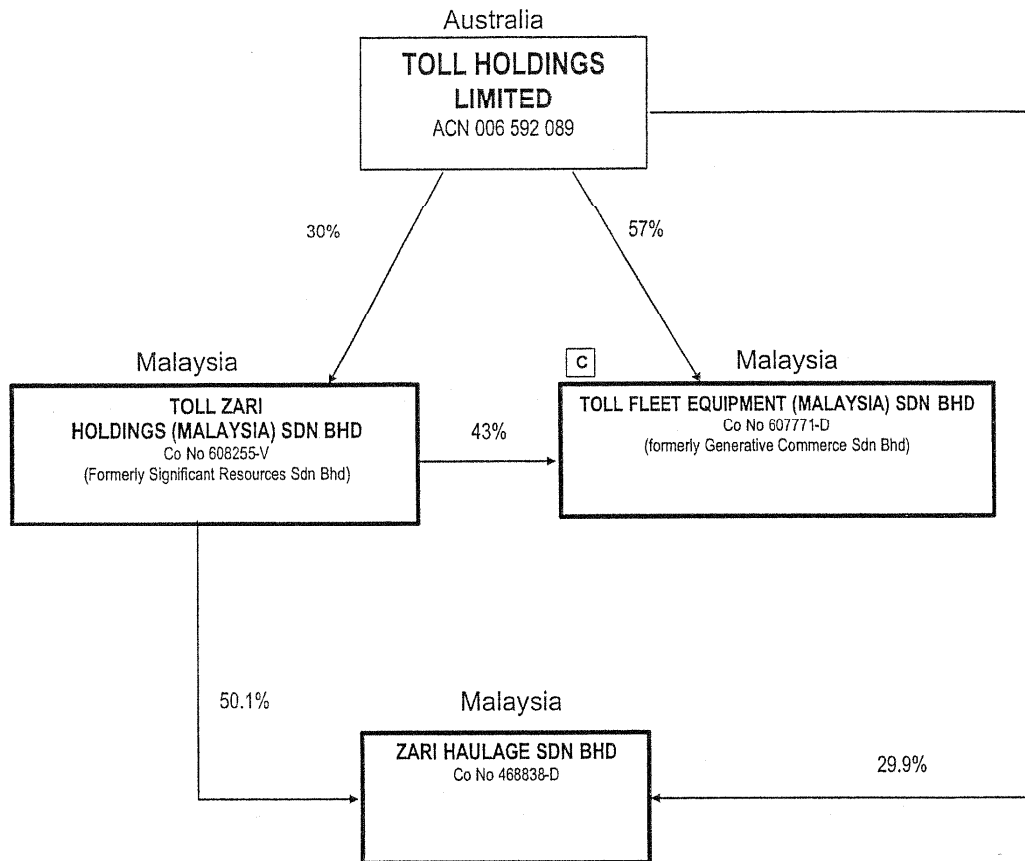 Australia
TOLL HOLDINGS
LIMITED
ACN 006 592 089
30%
57%
Malaysia
C
Malaysia
TOLL ZARI
HOLDINGS (MALAYSIA) SDN BHD
Co No 608255-V
(Formerly Significant Resources Sdn Bhd)
43%
TOLL FLEET EQUIPMENT (MALAYSIA) SDN BHD
Co No 607771-D
(formerly Generative Commerce Sdn Bhd)
50.1%
Malaysia
ZARI HAULAGE SDN BHD
Co No 468838-D
29.9%